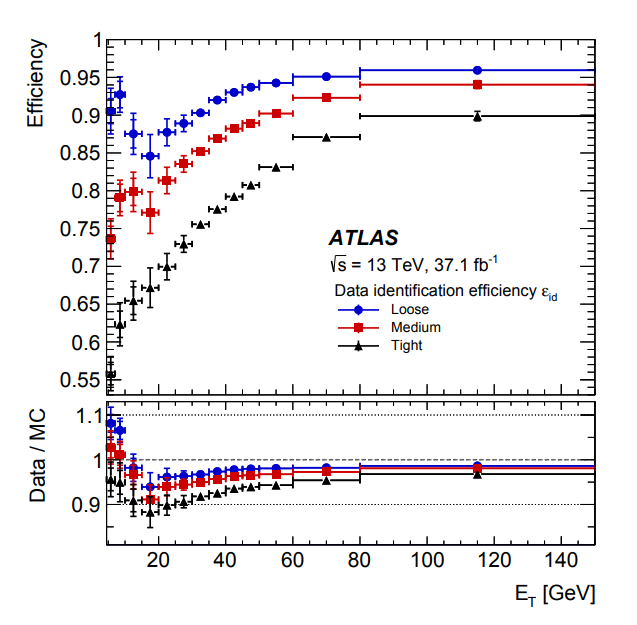 1
Efficiency
0.95
0.9
0.85
0.8
0.75
0.7
0.65
0.6
0.55
ATLAS
√s = 13 TeV, 37.1 fb⁻¹
Data identification efficiency ε_id
Loose
Medium
Tight
Data / MC
1.1
1
0.9
20 40 60 80 100 120 140
E_T [GeV]